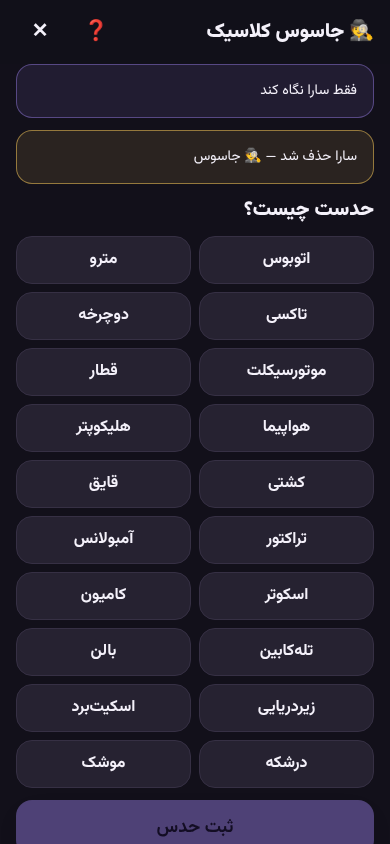 🕵️ جاسوس کلاسیک ❓ ✕
فقط سارا نگاه کند
سارا حذف شد — 🕵️ جاسوس
حدست چیست؟
اتوبوس مترو
تاکسی دوچرخه
موتورسیکلت قطار
هواپیما هلیکوپتر
کشتی قایق
تراکتور آمبولانس
اسکوتر کامیون
تله‌کابین بالن
زیردریایی اسکیت‌برد
درشکه موشک
ثبت حدس